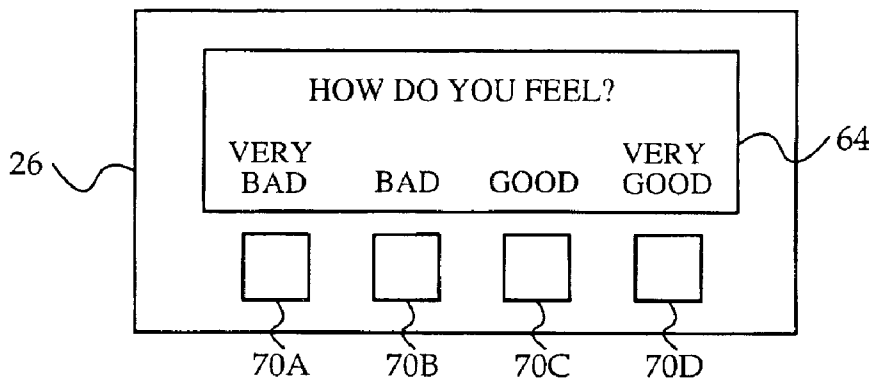 HOW DO YOU FEEL?
64
26
VERY BAD
BAD
GOOD
VERY GOOD
70A 70B 70C 70D